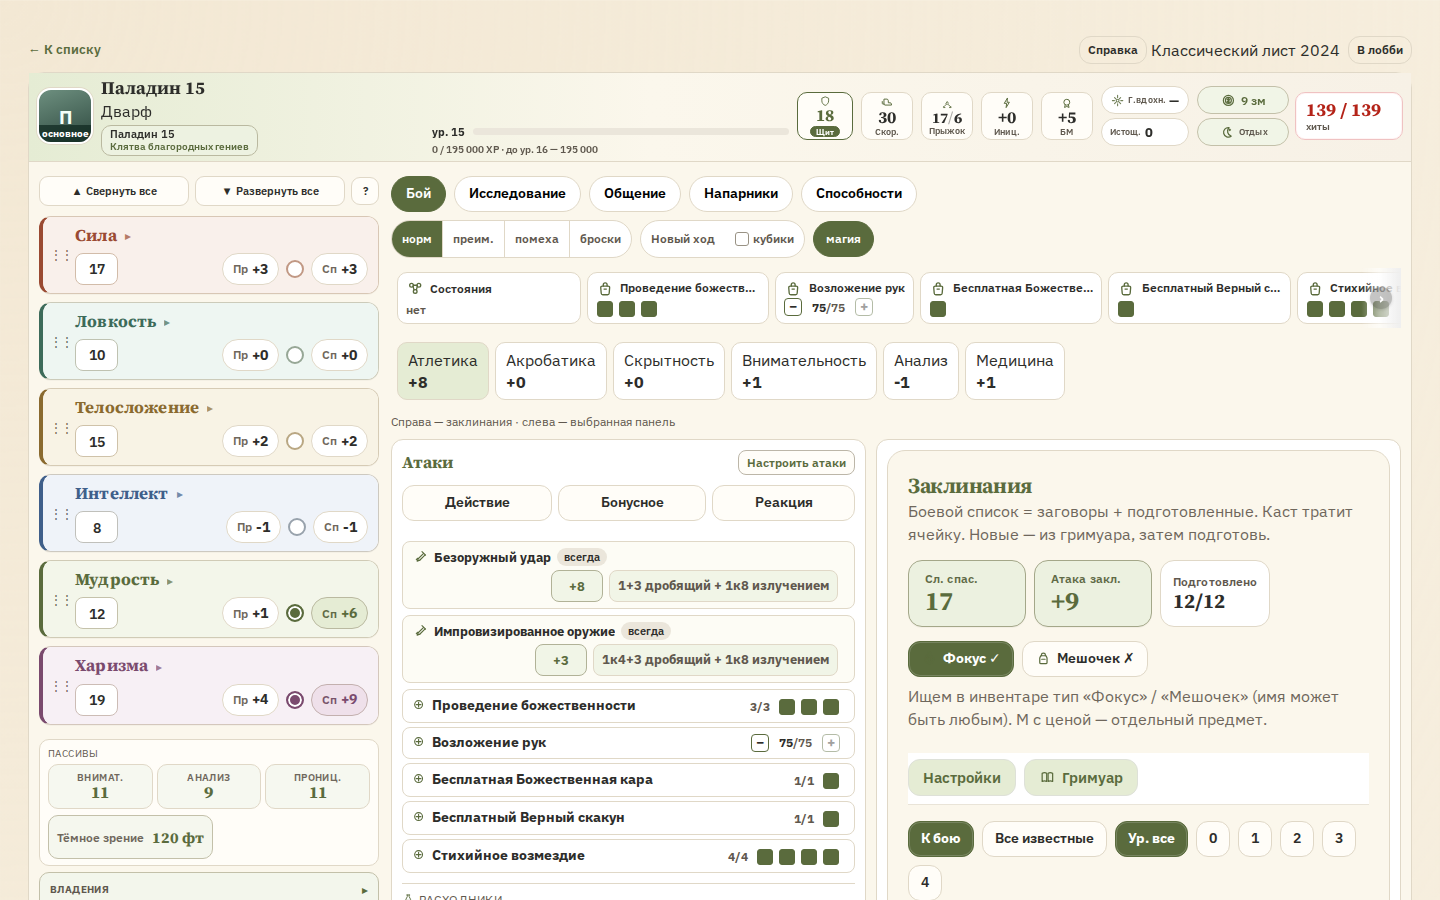 ← К списку
Справка
Классический лист 2024
В лобби
П
основное
Паладин 15
Дварф
Паладин 15
Клятва благородных гениев
ур. 15
0 / 195 000 XP · до ур. 16 — 195 000
18
Щит
30
Скор.
17/6
Прыжок
+0
Иниц.
+5
БМ
Г.вдохн. —
Истощ. 0
9 зм
Отдых
139 / 139
хиты
▲ Свернуть все
▼ Развернуть все
?
Сила ▸
17
Пр +3
Сп +3
Ловкость ▸
10
Пр +0
Сп +0
Телосложение ▸
15
Пр +2
Сп +2
Интеллект ▸
8
Пр -1
Сп -1
Мудрость ▸
12
Пр +1
Сп +6
Харизма ▸
19
Пр +4
Сп +9
ПАССИВЫ
ВНИМАТ.
11
АНАЛИЗ
9
ПРОНИЦ.
11
Тёмное зрение 120 фт
ВЛАДЕНИЯ ▸
Бой
Исследование
Общение
Напарники
Способности
норм
преим.
помеха
броски
Новый ход
кубики
магия
Состояния
нет
Проведение божеств...
Возложение рук
− 75/75 +
Бесплатная Божестве...
Бесплатный Верный с...
Стихийное
›
Атлетика
+8
Акробатика
+0
Скрытность
+0
Внимательность
+1
Анализ
-1
Медицина
+1
Справа — заклинания · слева — выбранная панель
Атаки
Настроить атаки
Действие
Бонусное
Реакция
Безоружный удар всегда
+8
1+3 дробящий + 1к8 излучением
Импровизированное оружие всегда
+3
1к4+3 дробящий + 1к8 излучением
Проведение божественности 3/3
Возложение рук − 75/75 +
Бесплатная Божественная кара 1/1
Бесплатный Верный скакун 1/1
Стихийное возмездие 4/4
РАСХОДНИКИ
Заклинания
Боевой список = заговоры + подготовленные. Каст тратит
ячейку. Новые — из гримуара, затем подготовь.
Сл. спас.
17
Атака закл.
+9
Подготовлено
12/12
Фокус ✓
Мешочек ✗
Ищем в инвентаре тип «Фокус» / «Мешочек» (имя может
быть любым). М с ценой — отдельный предмет.
Настройки
Гримуар
К бою
Все известные
Ур. все
0
1
2
3
4